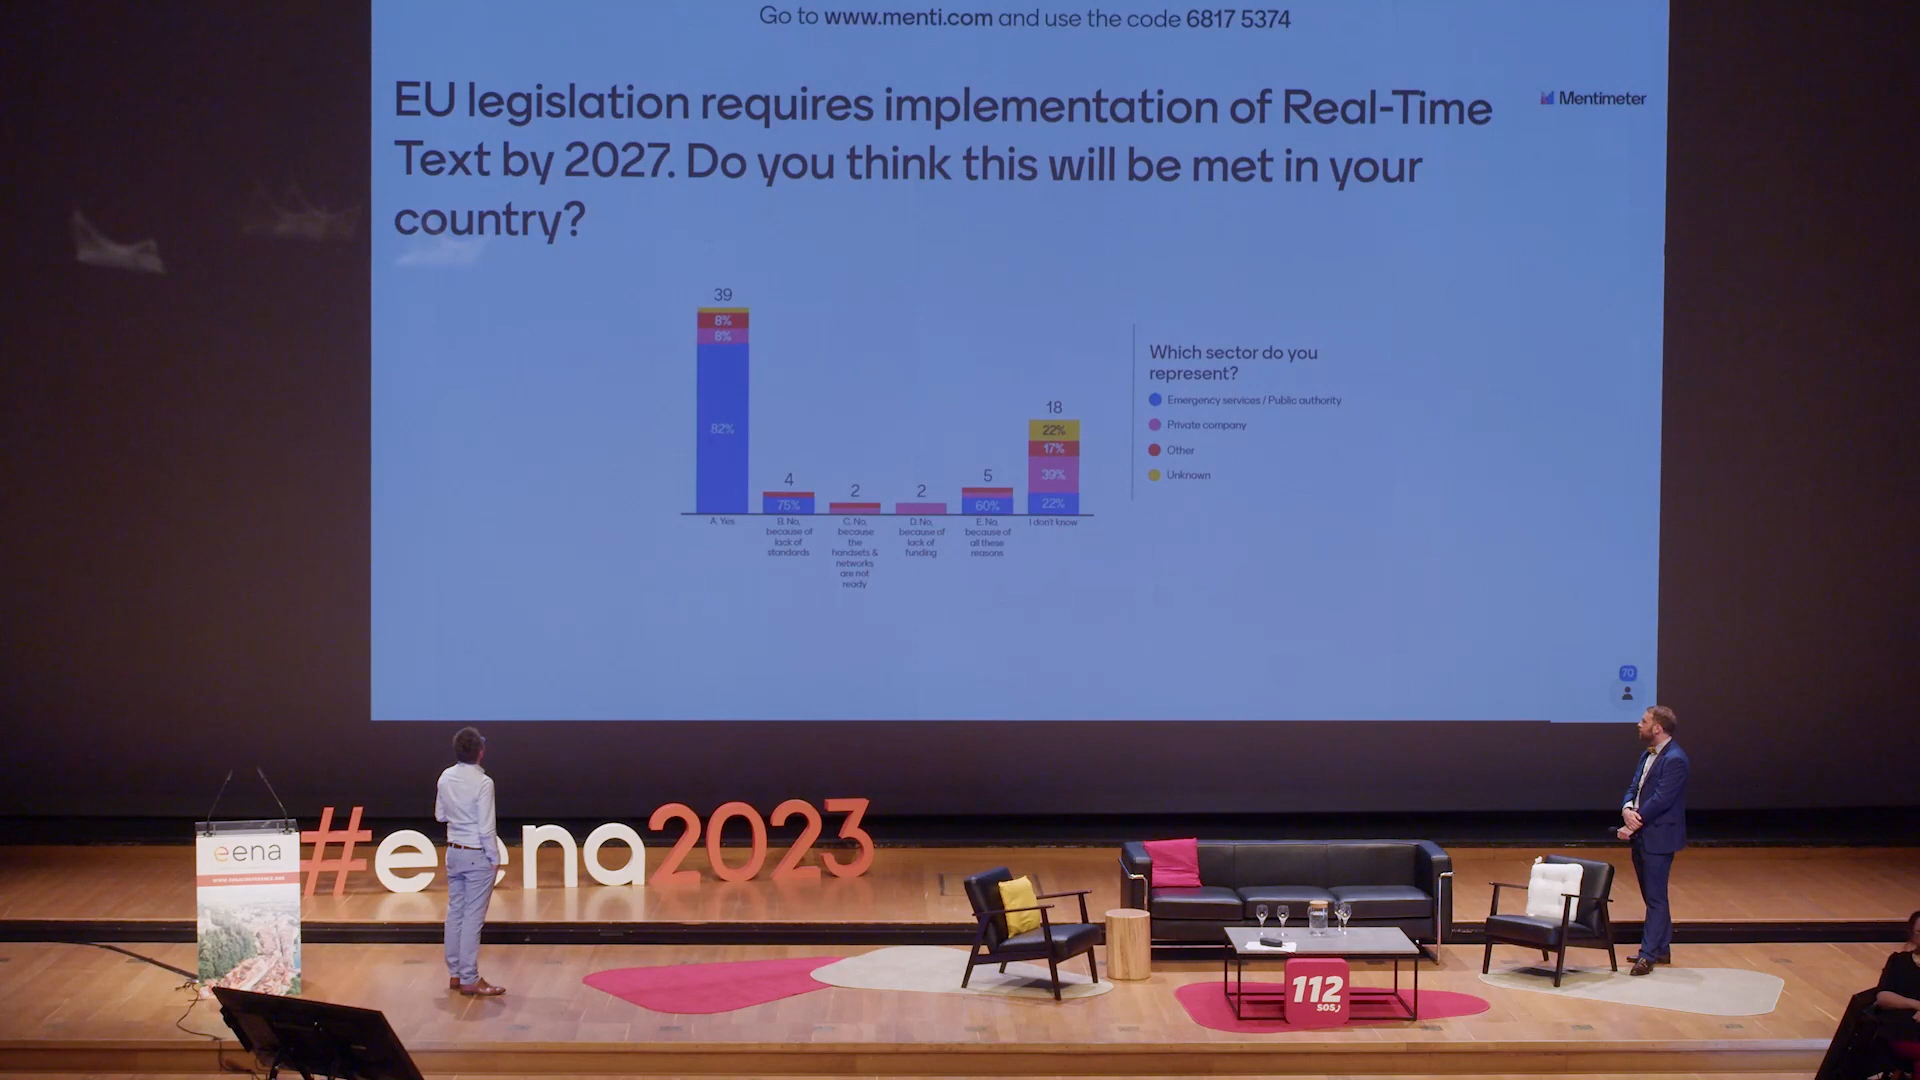 Go to www.menti.com and use the code 6817 5374
EU legislation requires implementation of Real-Time
Text by 2027. Do you think this will be met in your
country?
Mentimeter
39
8%
8%
82%
4
75%
2
2
5
60%
18
22%
17%
39%
22%
A. Yes
B. No,
because of
lack of
standards
C. No,
because
the
handsets &
networks
are not
ready
D. No,
because of
lack of
funding
E. No,
because of
all these
reasons
I don't know
Which sector do you
represent?
Emergency services / Public authority
Private company
Other
Unknown
70
eena
#eena2023
112
SOS